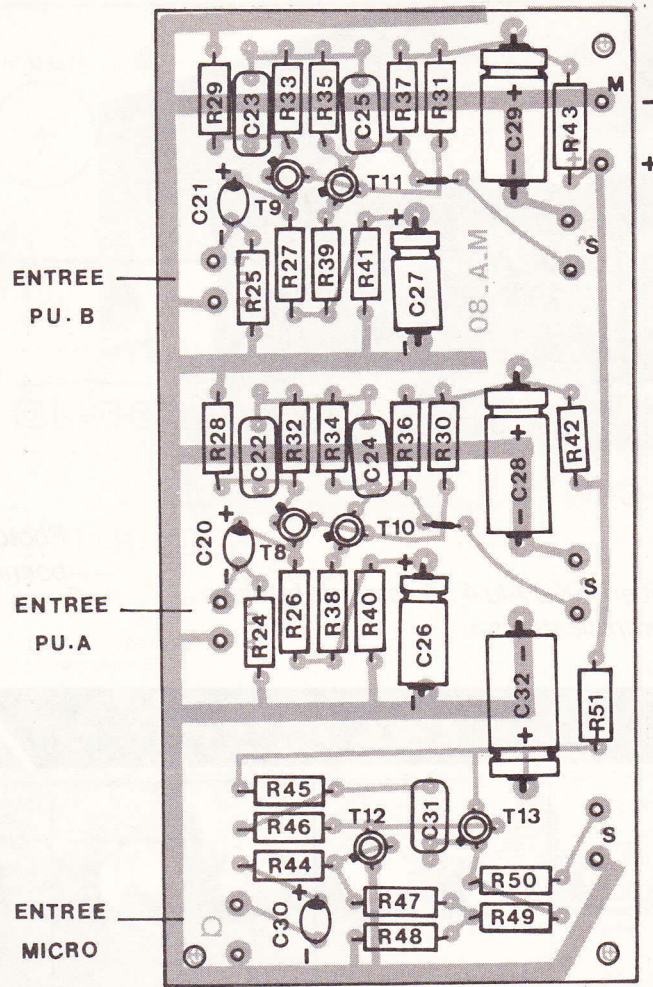 R29
C23
R33
R35
C25
R37
R31
C29
+
-
R43
M
-
+
C21
+
-
T9
T11
S
R25
R27
R39
R41
+
C27
-
08_A_M
ENTREE
PU. B
R28
C22
R32
R34
C24
R36
R30
C28
+
-
R42
C20
+
-
T8
T10
S
R24
R26
R38
R40
+
C26
-
ENTREE
PU.A
C32
-
+
R51
R45
R46
R44
T12
C31
T13
S
R50
R47
R49
R48
C30
+
-
ENTREE
MICRO